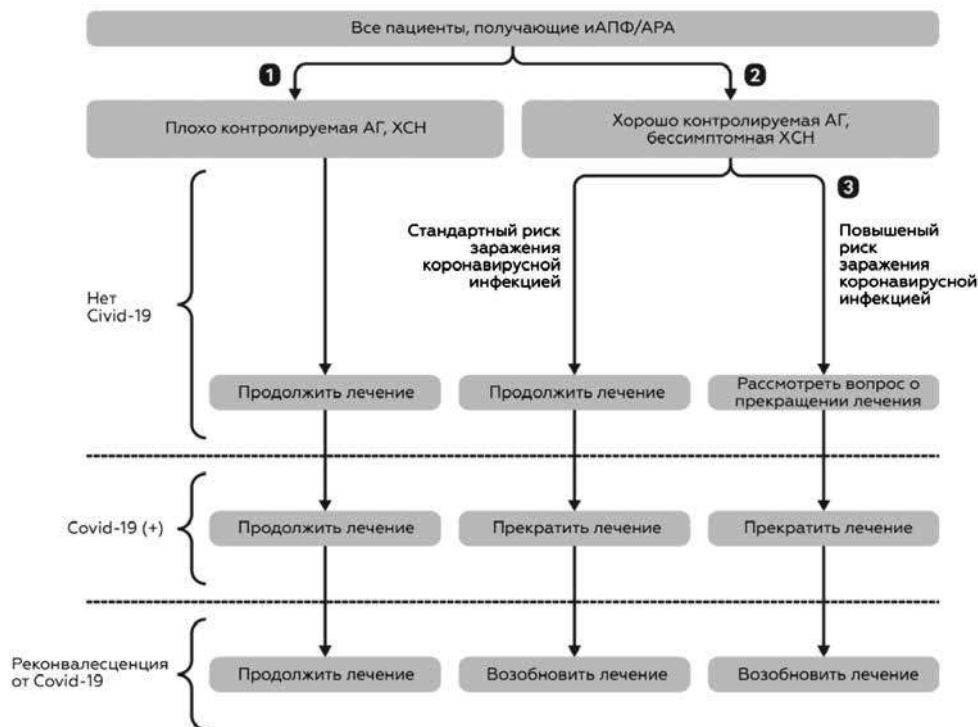 Все пациенты, получающие иАПФ/АРА
1
2
Плохо контролируемая АГ, ХСН
Хорошо контролируемая АГ,
бессимптомная ХСН
3
Стандартный риск
заражения
коронавирусной
инфекцией
Повышеный
риск
заражения
коронавирусной
инфекцией
Нет
Civid-19
Продолжить лечение
Продолжить лечение
Рассмотреть вопрос о
прекращении лечения
Covid-19 (+)
Продолжить лечение
Прекратить лечение
Прекратить лечение
Реконвалесценция
от Covid-19
Продолжить лечение
Возобновить лечение
Возобновить лечение